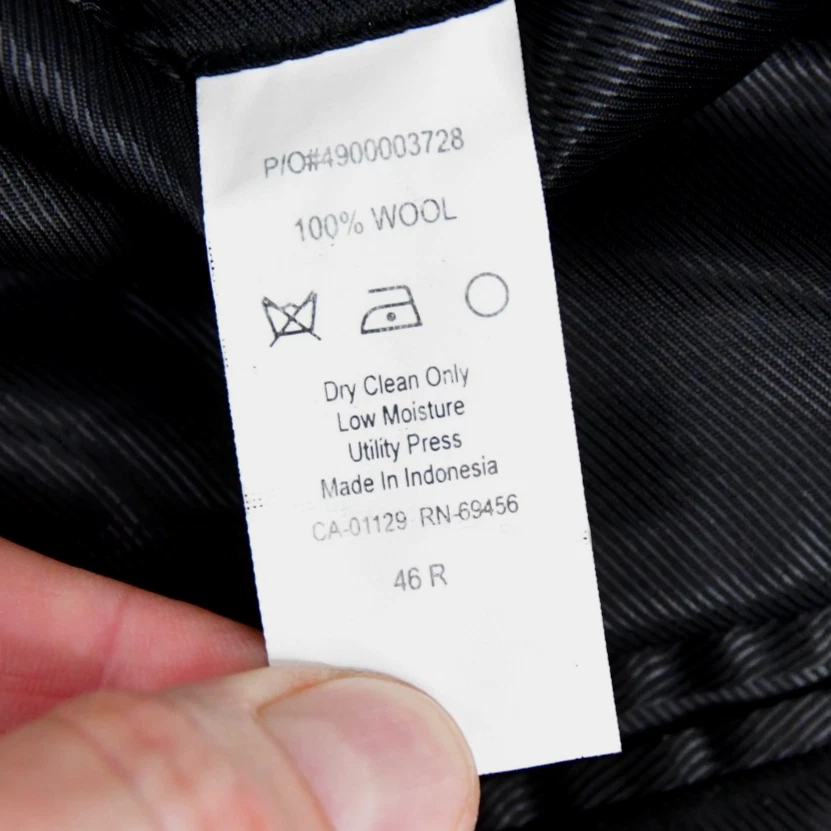 P/O#4900003728
100% WOOL
Dry Clean Only
Low Moisture
Utility Press
Made In Indonesia
CA-01129 RN-69456
46 R